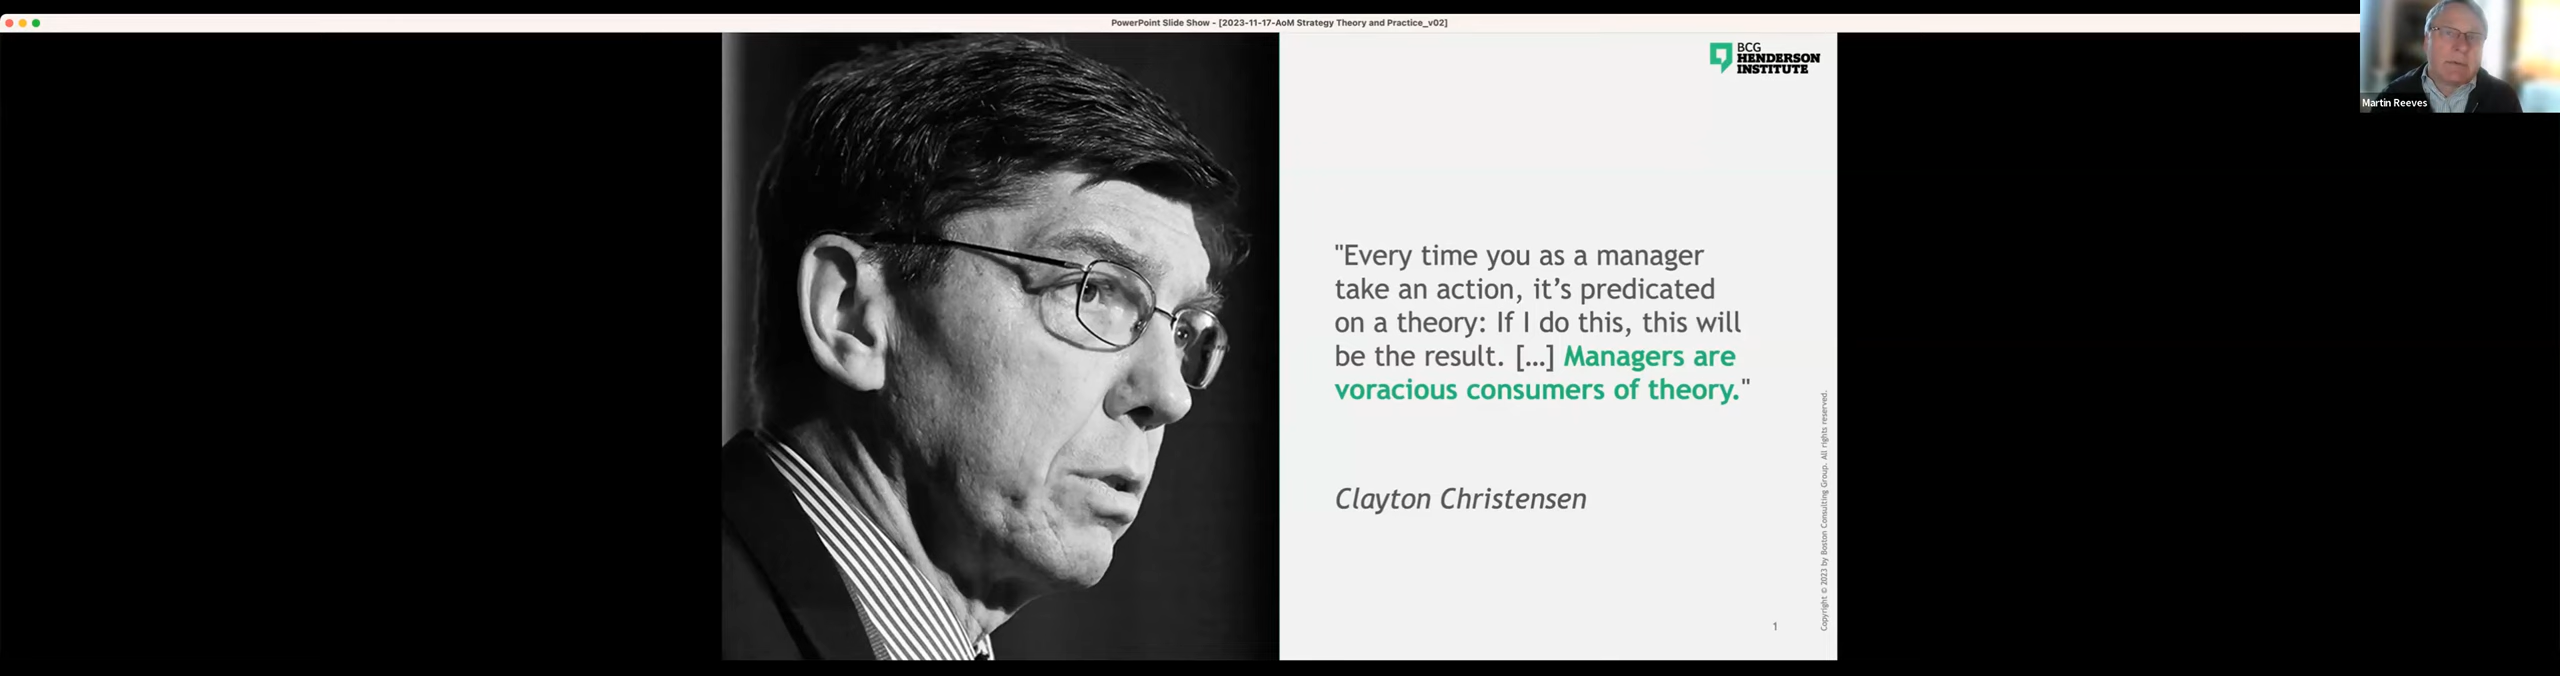 PowerPoint Slide Show - [2023-11-17-AoM Strategy Theory and Practice_v02]
Martin Reeves
BCG
HENDERSON
INSTITUTE
"Every time you as a manager
take an action, it’s predicated
on a theory: If I do this, this will
be the result. […] Managers are
voracious consumers of theory."
Clayton Christensen
Copyright © 2023 by Boston Consulting Group. All rights reserved.
1